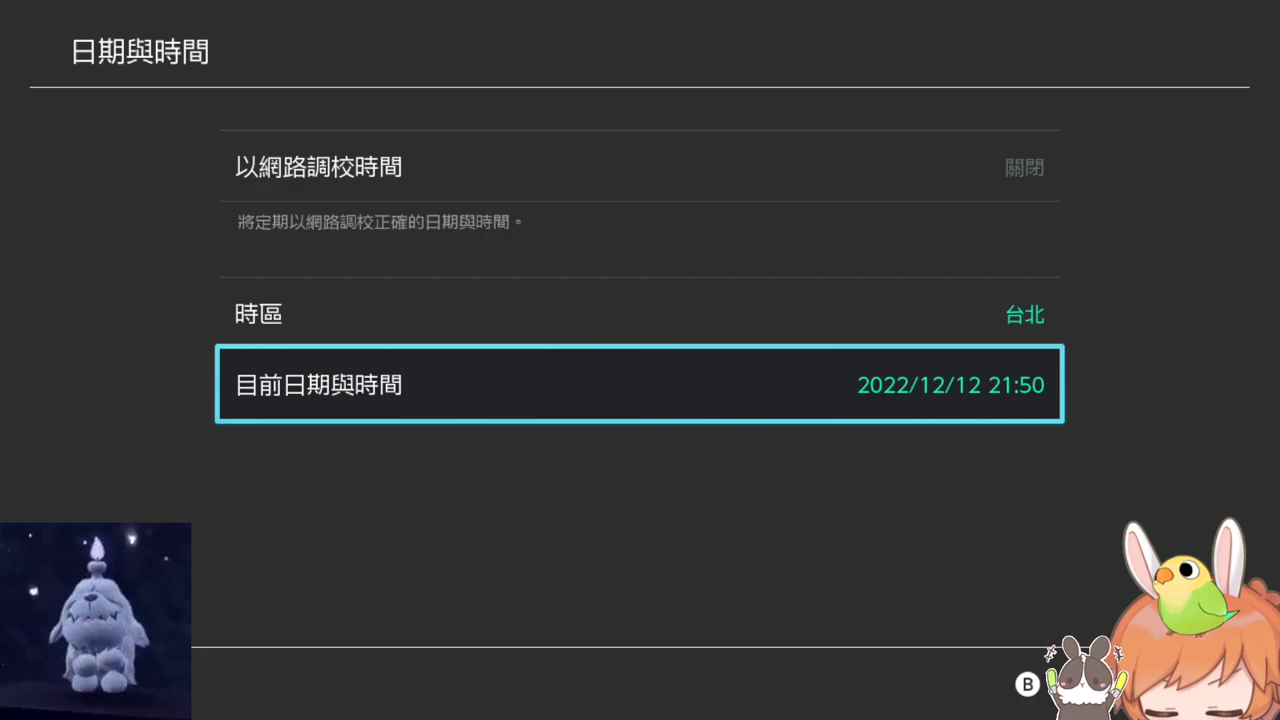 日期與時間
以網路調校時間
關閉
將定期以網路調校正確的日期與時間。
時區
台北
目前日期與時間
2022/12/12 21:50
B